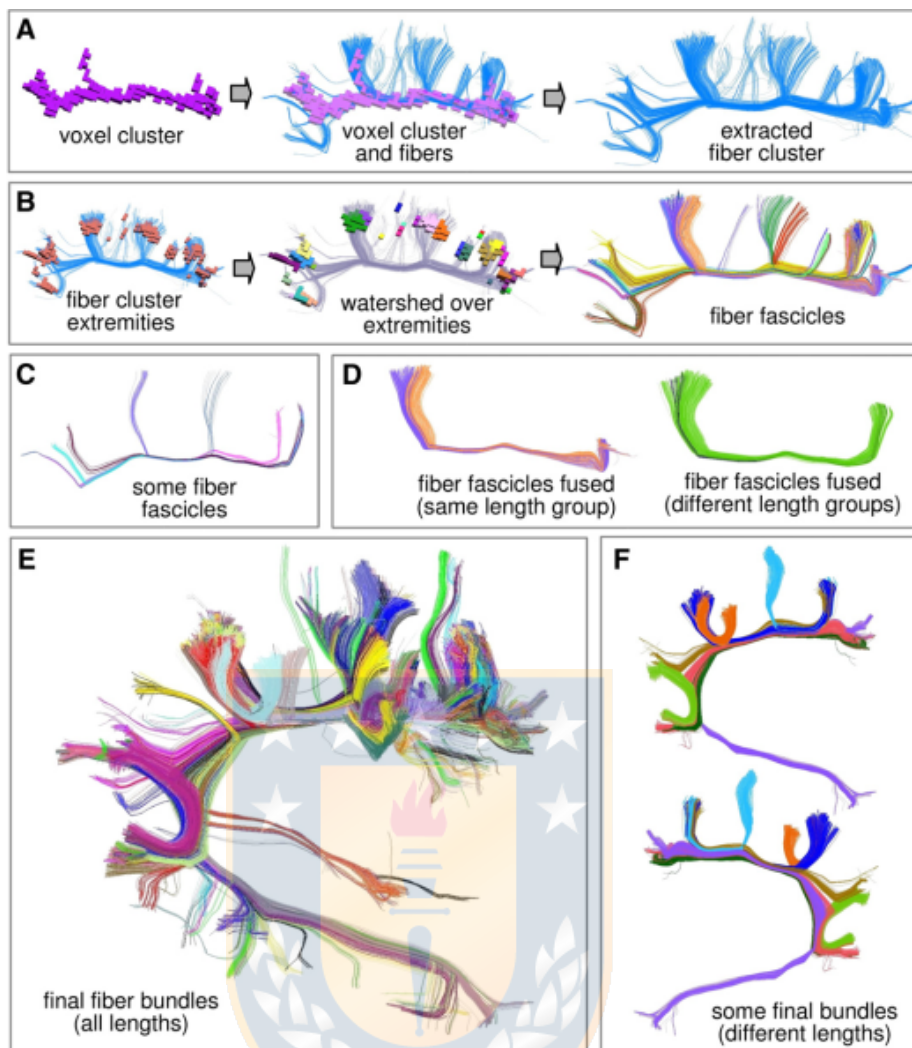 A
voxel cluster
voxel cluster
and fibers
extracted
fiber cluster
B
fiber cluster
extremities
watershed over
extremities
fiber fascicles
C
some fiber
fascicles
D
fiber fascicles fused
(same length group)
fiber fascicles fused
(different length groups)
E
final fiber bundles
(all lengths)
F
some final bundles
(different lengths)